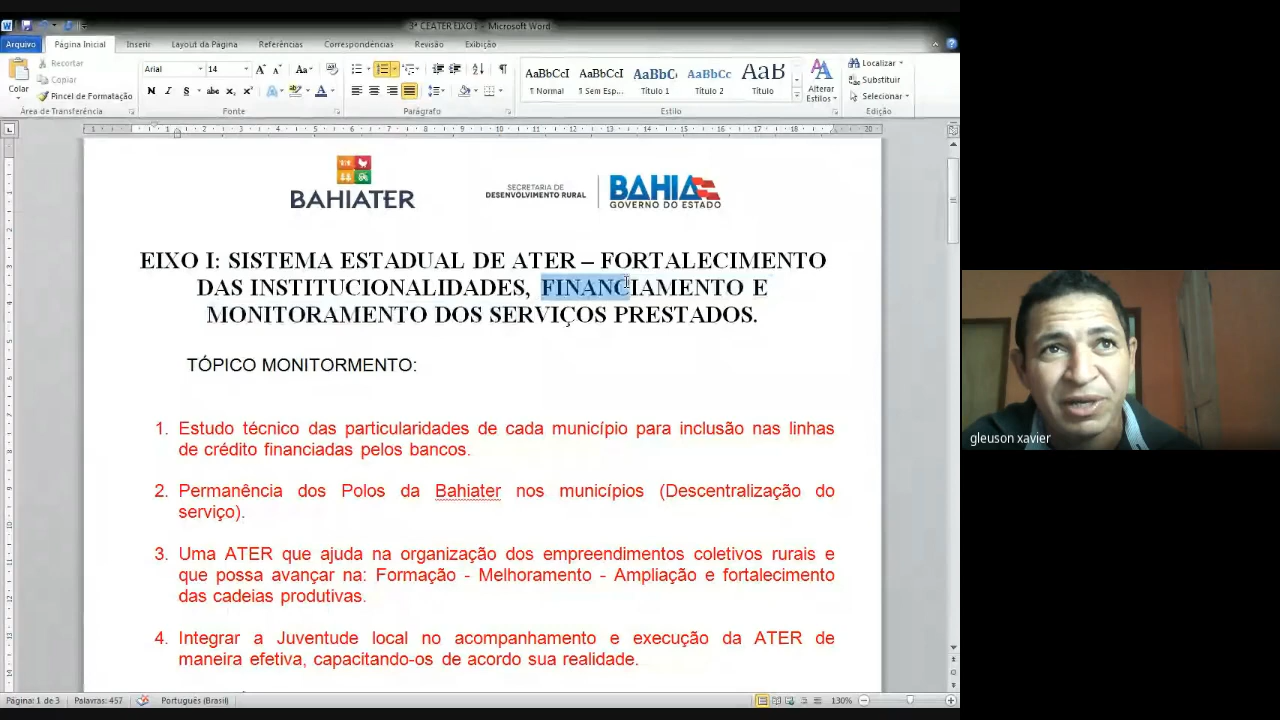 3ª CEATER EIXO I - Microsoft Word
Arquivo Página Inicial Inserir Layout da Página Referências Correspondências Revisão Exibição
Colar
Recortar
Copiar
Pincel de Formatação
Área de Transferência
Arial 14
Fonte
Parágrafo
AaBbCcI AaBbCcI AaBbC AaBbCc AaB
¶ Normal ¶ Sem Esp... Título 1 Título 2 Título
Estilo
Alterar Estilos
Localizar
Substituir
Selecionar
Edição
BAHIATER
SECRETARIA DE
DESENVOLVIMENTO RURAL
BAHIA
GOVERNO DO ESTADO
EIXO I: SISTEMA ESTADUAL DE ATER – FORTALECIMENTO
DAS INSTITUCIONALIDADES, FINANCIAMENTO E
MONITORAMENTO DOS SERVIÇOS PRESTADOS.
TÓPICO MONITORMENTO:
1. Estudo técnico das particularidades de cada município para inclusão nas linhas
de crédito financiadas pelos bancos.
2. Permanência dos Polos da Bahiater nos municípios (Descentralização do
serviço).
3. Uma ATER que ajuda na organização dos empreendimentos coletivos rurais e
que possa avançar na: Formação - Melhoramento - Ampliação e fortalecimento
das cadeias produtivas.
4. Integrar a Juventude local no acompanhamento e execução da ATER de
maneira efetiva, capacitando-os de acordo sua realidade.
gleuson xavier
Página: 1 de 3 Palavras: 457 Português (Brasil) 130%